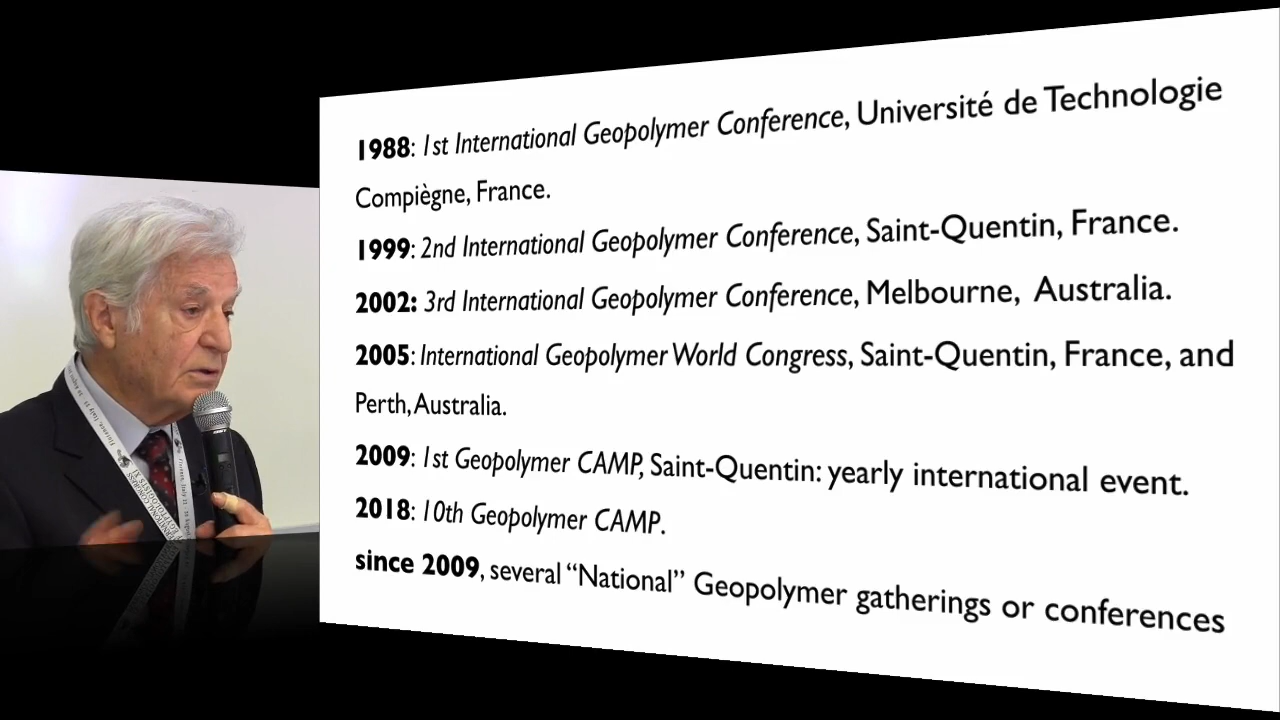 1988: 1st International Geopolymer Conference, Université de Technologie
Compiègne, France.
1999: 2nd International Geopolymer Conference, Saint-Quentin, France.
2002: 3rd International Geopolymer Conference, Melbourne, Australia.
2005: International Geopolymer World Congress, Saint-Quentin, France, and
Perth, Australia.
2009: 1st Geopolymer CAMP, Saint-Quentin: yearly international event.
2018: 10th Geopolymer CAMP.
since 2009, several “National” Geopolymer gatherings or conferences